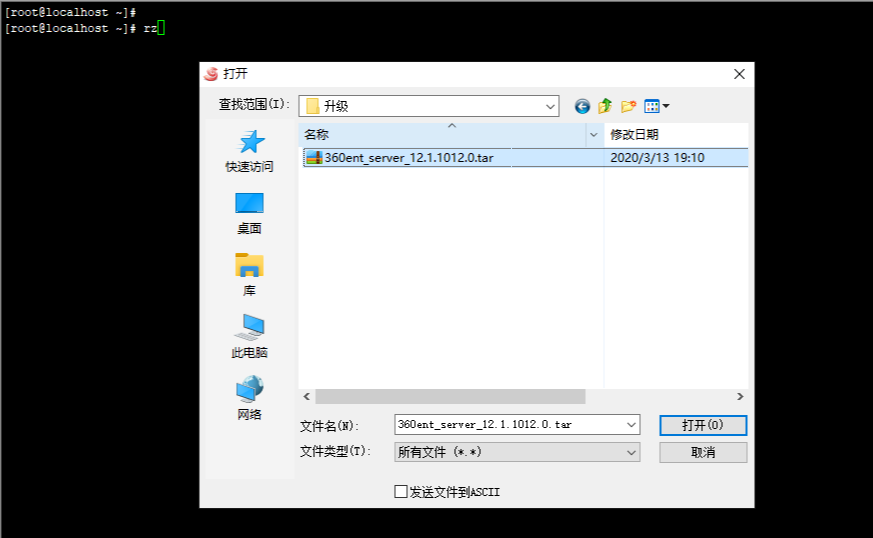 [root@localhost ~]#
[root@localhost ~]# rz
打开
查找范围(I):
升级
名称
修改日期
360ent_server_12.1.1012.0.tar
2020/3/13 19:10
快速访问
桌面
库
此电脑
网络
文件名(N):
360ent_server_12.1.1012.0.tar
打开(O)
文件类型(T):
所有文件 (*.*)
取消
发送文件到ASCII